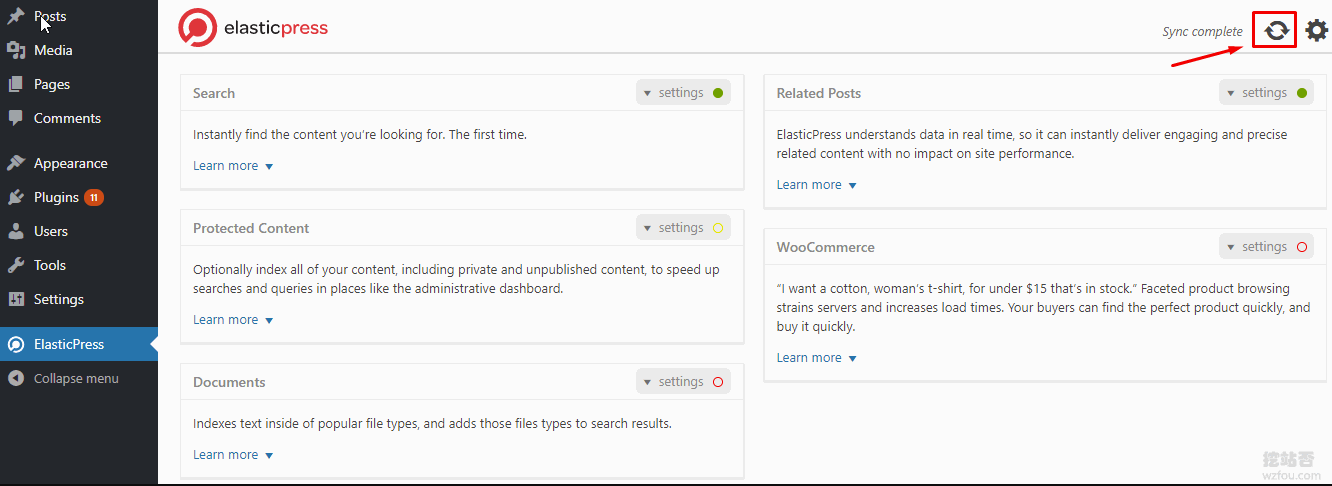 Posts
Media
Pages
Comments
Appearance
Plugins 11
Users
Tools
Settings
ElasticPress
Collapse menu
elasticpress
Sync complete
Search
settings
Instantly find the content you're looking for. The first time.
Learn more
Protected Content
settings
Optionally index all of your content, including private and unpublished content, to speed up
searches and queries in places like the administrative dashboard.
Learn more
Documents
settings
Indexes text inside of popular file types, and adds those files types to search results.
Learn more
Related Posts
settings
ElasticPress understands data in real time, so it can instantly deliver engaging and precise
related content with no impact on site performance.
Learn more
WooCommerce
settings
“I want a cotton, woman's t-shirt, for under $15 that's in stock.” Faceted product browsing
strains servers and increases load times. Your buyers can find the perfect product quickly, and
buy it quickly.
Learn more
挖站否
wzfou.com